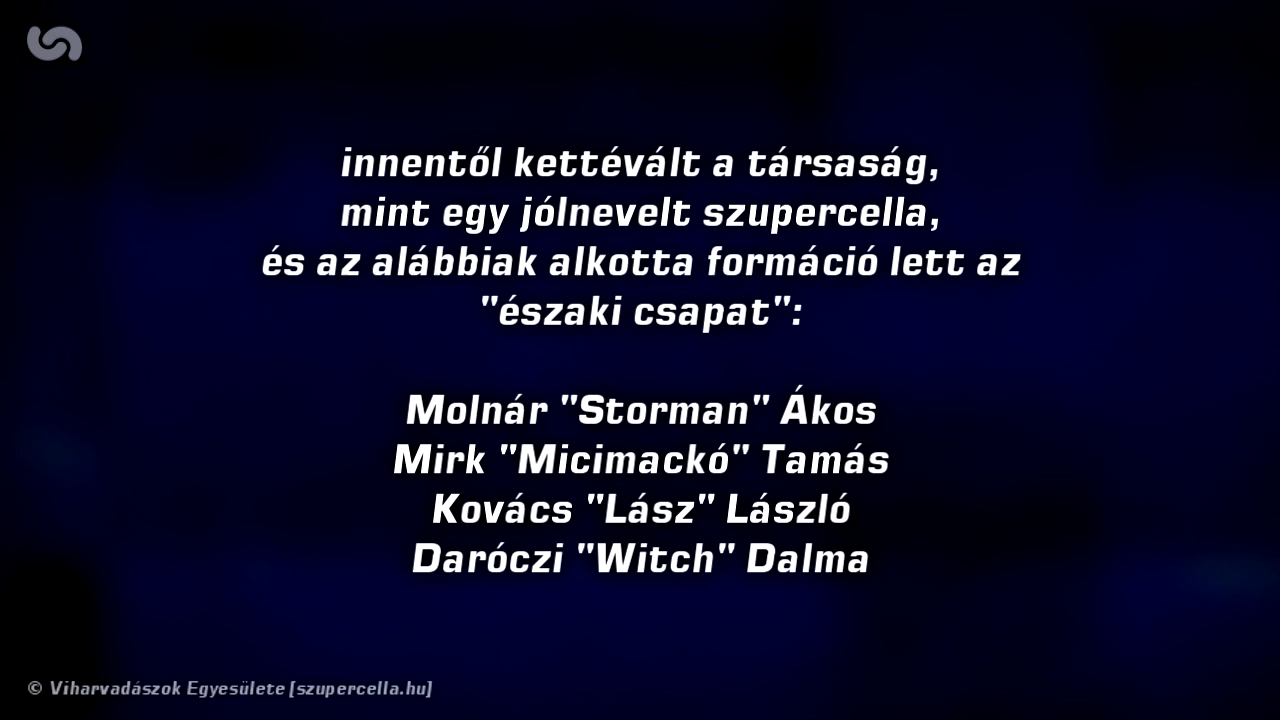 innentől kettévált a társaság,
mint egy jólnevelt szupercella,
és az alábbiak alkotta formáció lett az
"északi csapat":
Molnár "Storman" Ákos
Mirk "Micimackó" Tamás
Kovács "Lász" László
Daróczi "Witch" Dalma
© Viharvadászok Egyesülete [szupercella.hu]